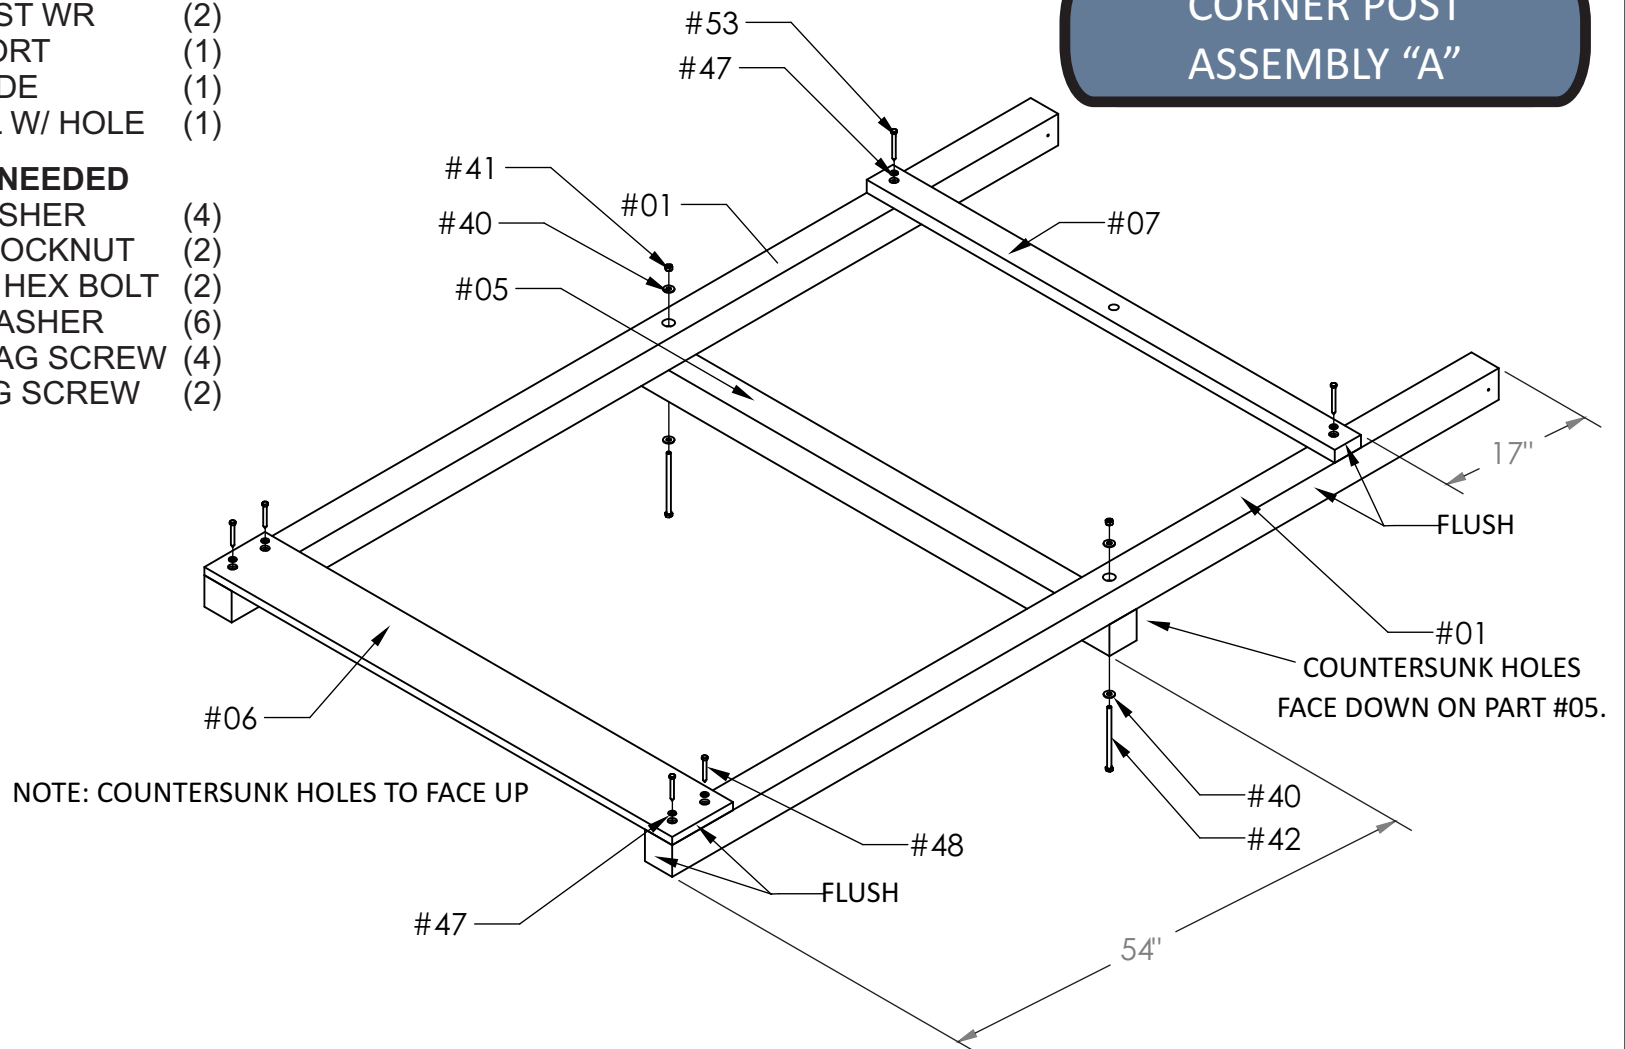 ST WR (2)
ORT (1)
DE (1)
W/ HOLE (1)
NEEDED
SHER (4)
OCKNUT (2)
HEX BOLT (2)
ASHER (6)
AG SCREW (4)
G SCREW (2)
CORNER POST
ASSEMBLY “A”
#53
#47
#41
#01
#40
#05
#07
17"
FLUSH
#01
COUNTERSUNK HOLES
FACE DOWN ON PART #05.
#06
NOTE: COUNTERSUNK HOLES TO FACE UP
#40
#42
#48
FLUSH
#47
54"